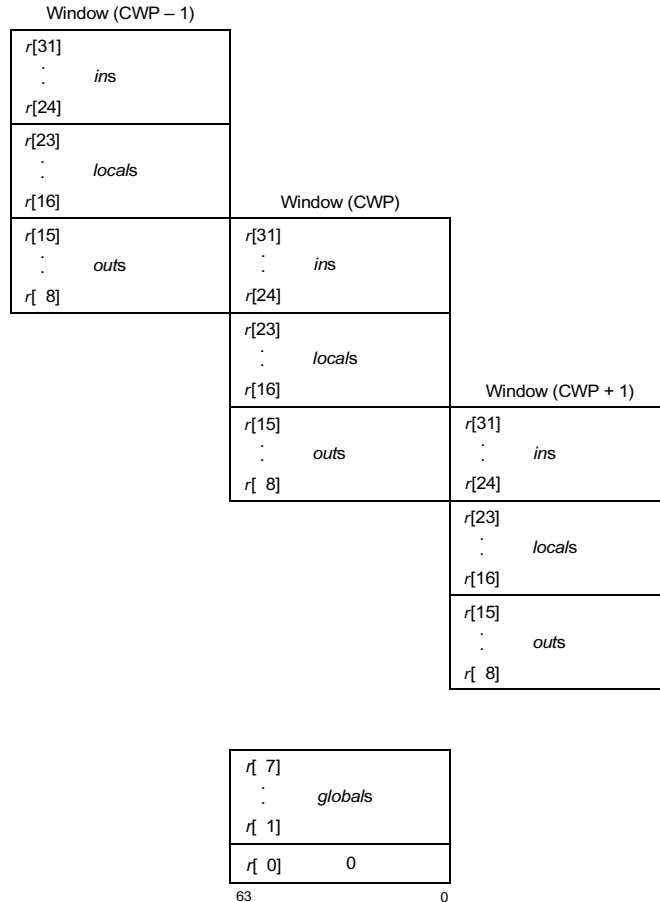 Window (CWP – 1)
r[31]
.
.
ins
r[24]
r[23]
.
.
locals
r[16]
Window (CWP)
r[15]
.
.
outs
r[ 8]
r[31]
.
.
ins
r[24]
r[23]
.
.
locals
r[16]
Window (CWP + 1)
r[15]
.
.
outs
r[ 8]
r[31]
.
.
ins
r[24]
r[23]
.
.
locals
r[16]
r[15]
.
.
outs
r[ 8]
r[ 7]
.
.
globals
r[ 1]
r[ 0] 0
63 0